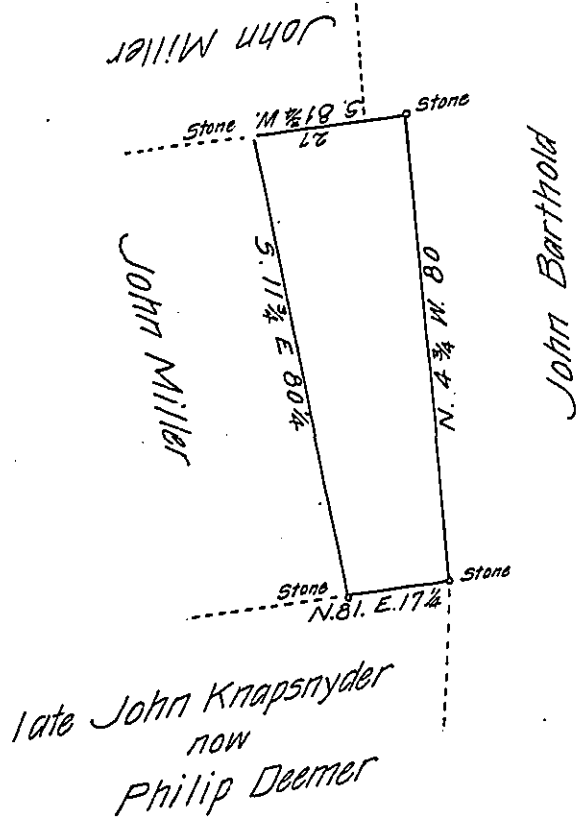 John Miller
Stone
S. 81¾ W.
27
Stone
John Barthold
John Miller
S. 11¾ E 80¼
N. 4¾ W. 80
Stone
Stone
N.81. E.17¼
late John Knapsnyder
now
Philip Deemer